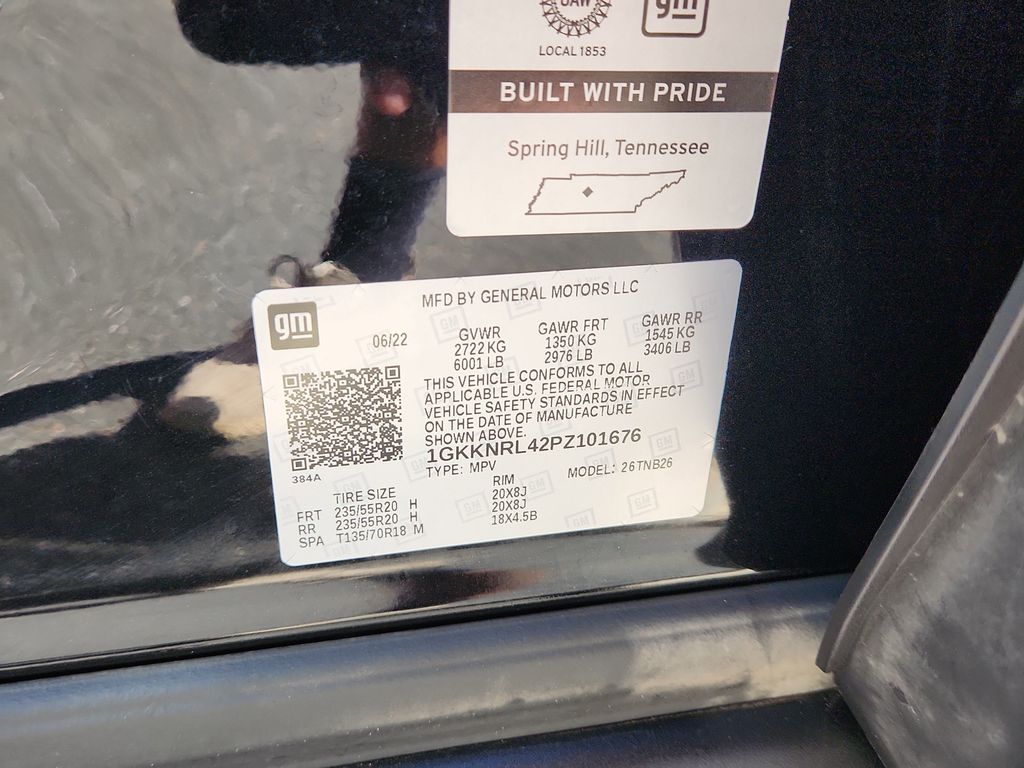 UAW
gm
LOCAL 1853
BUILT WITH PRIDE
Spring Hill, Tennessee
gm
MFD BY GENERAL MOTORS LLC
06/22
GVWR
2722 KG
6001 LB
GAWR FRT
1350 KG
2976 LB
GAWR RR
1545 KG
3406 LB
THIS VEHICLE CONFORMS TO ALL
APPLICABLE U.S. FEDERAL MOTOR
VEHICLE SAFETY STANDARDS IN EFFECT
ON THE DATE OF MANUFACTURE
SHOWN ABOVE.
1GKKNRL42PZ101676
TYPE: MPV MODEL: 26TNB26
384A
TIRE SIZE RIM
FRT 235/55R20 H 20X8J
RR 235/55R20 H 20X8J
SPA T135/70R18 M 18X4.5B